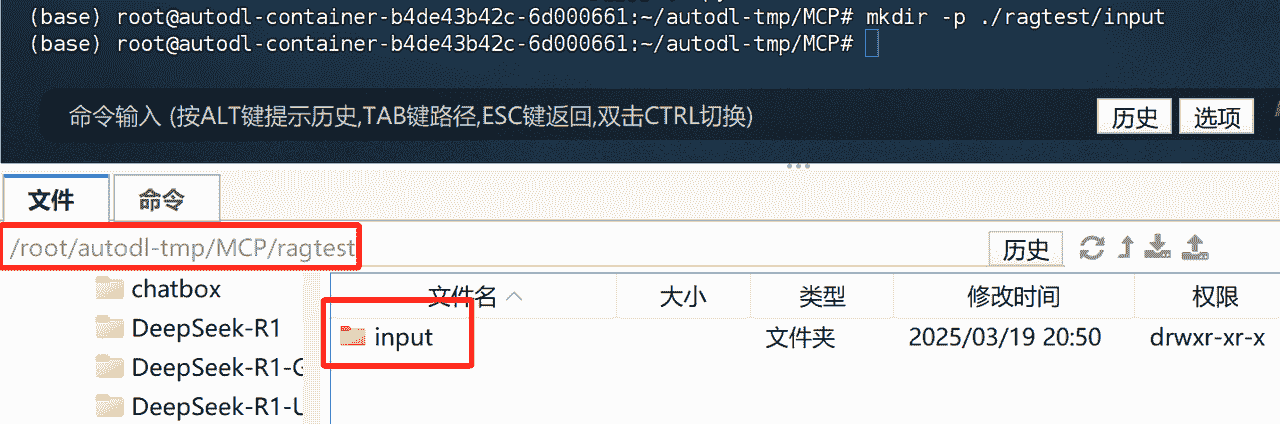 (base) root@autodl-container-b4de43b42c-6d000661:~/autodl-tmp/MCP# mkdir -p ./ragtest/input
(base) root@autodl-container-b4de43b42c-6d000661:~/autodl-tmp/MCP#
命令输入 (按ALT键提示历史,TAB键路径,ESC键返回,双击CTRL切换)
历史 选项
文件 命令
/root/autodl-tmp/MCP/ragtest
历史
chatbox
DeepSeek-R1
DeepSeek-R1-G
DeepSeek-R1-U
文件名 大小 类型 修改时间 权限
input 文件夹 2025/03/19 20:50 drwxr-xr-x